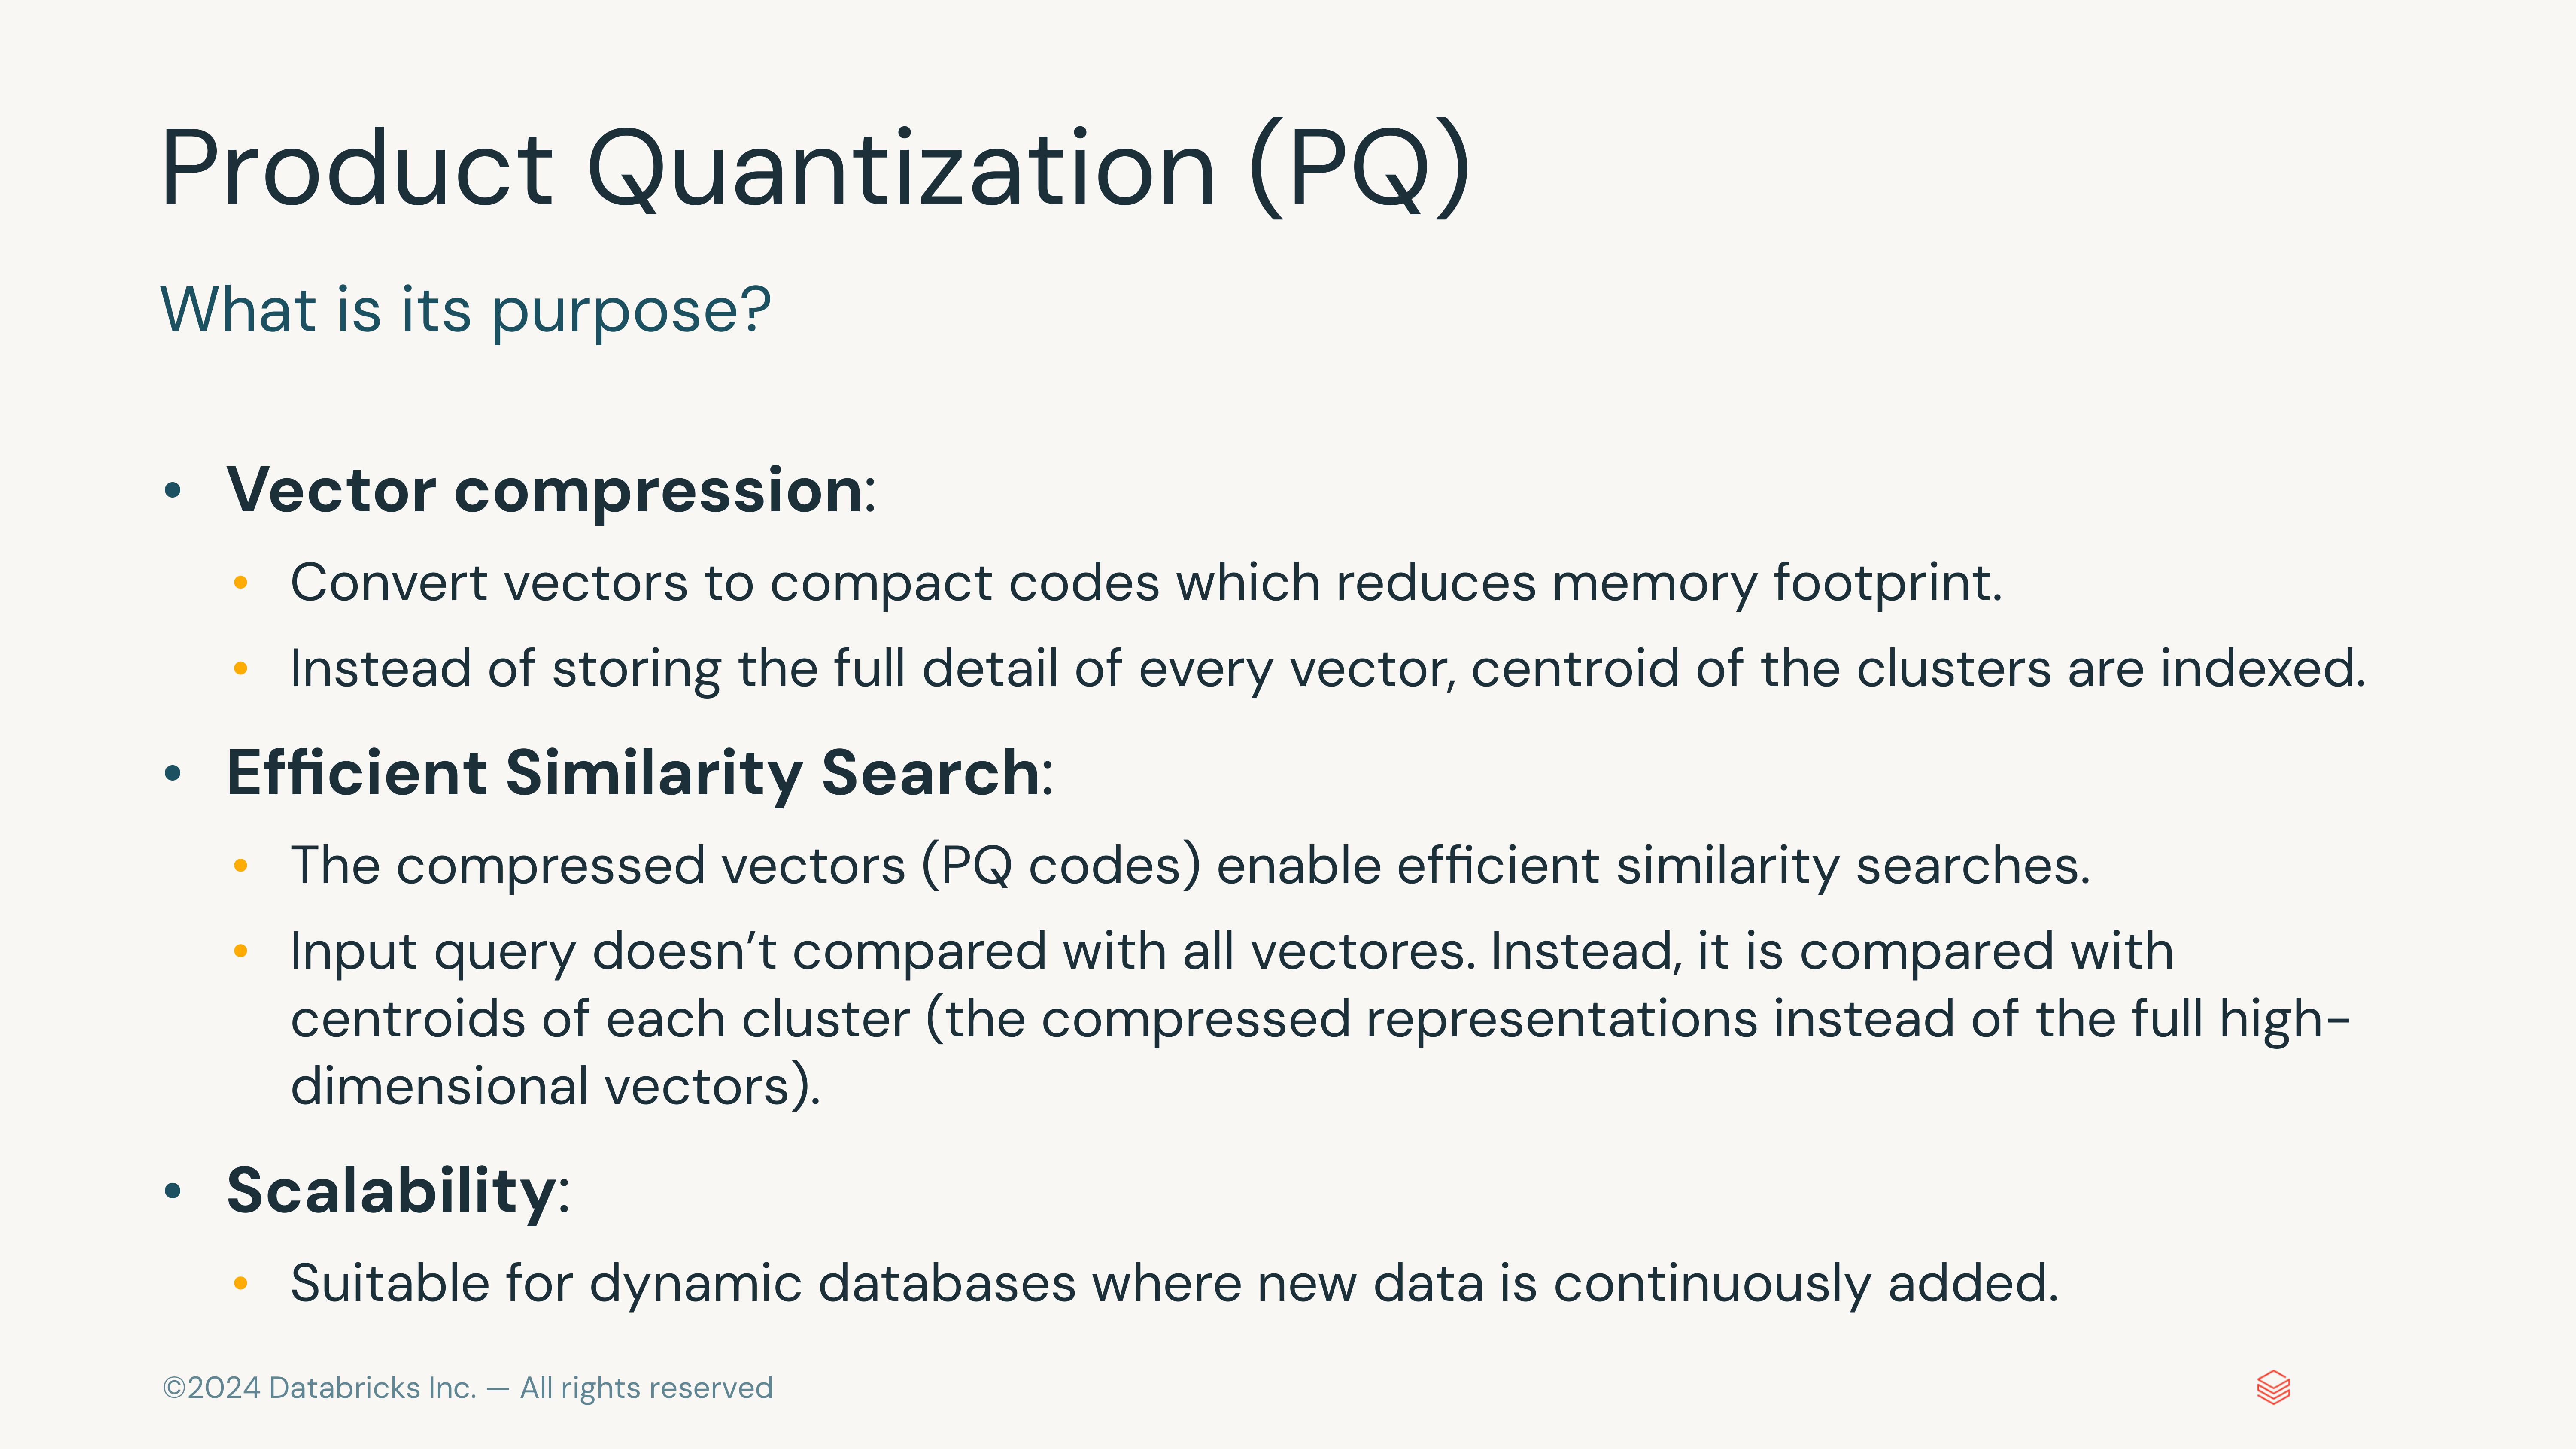 Product Quantization (PQ)
What is its purpose?
• Vector compression:
• Convert vectors to compact codes which reduces memory footprint.
• Instead of storing the full detail of every vector, centroid of the clusters are indexed.
• Efficient Similarity Search:
• The compressed vectors (PQ codes) enable efficient similarity searches.
• Input query doesn’t compared with all vectores. Instead, it is compared with
centroids of each cluster (the compressed representations instead of the full high-
dimensional vectors).
• Scalability:
• Suitable for dynamic databases where new data is continuously added.
©2024 Databricks Inc. — All rights reserved